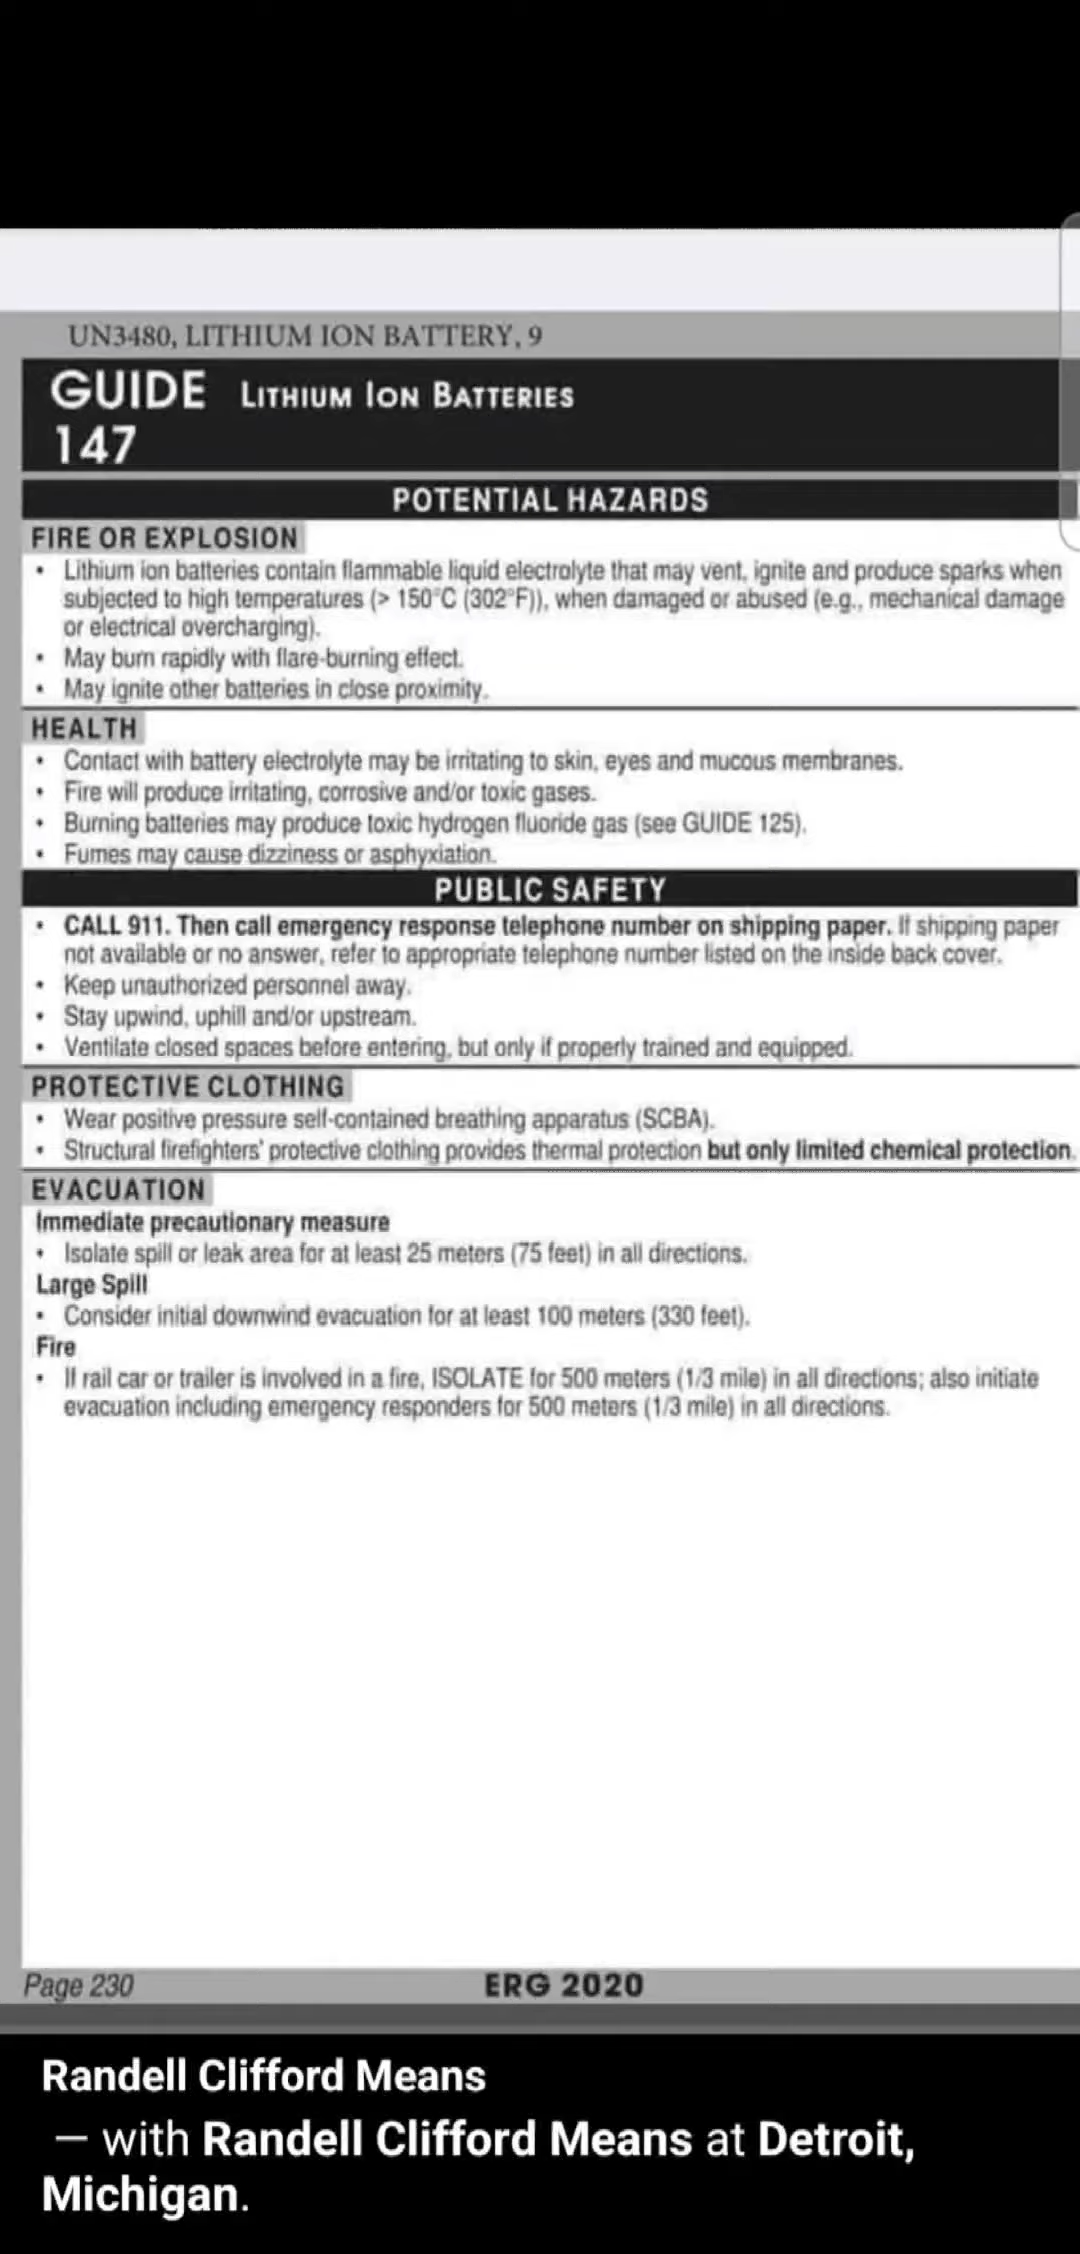 UN3480, LITHIUM ION BATTERY, 9
GUIDE LITHIUM ION BATTERIES
147
POTENTIAL HAZARDS
FIRE OR EXPLOSION
• Lithium ion batteries contain flammable liquid electrolyte that may vent, ignite and produce sparks when
subjected to high temperatures (> 150°C (302°F)), when damaged or abused (e.g., mechanical damage
or electrical overcharging).
• May burn rapidly with flare-burning effect.
• May ignite other batteries in close proximity.
HEALTH
• Contact with battery electrolyte may be irritating to skin, eyes and mucous membranes.
• Fire will produce irritating, corrosive and/or toxic gases.
• Burning batteries may produce toxic hydrogen fluoride gas (see GUIDE 125).
• Fumes may cause dizziness or asphyxiation.
PUBLIC SAFETY
• CALL 911. Then call emergency response telephone number on shipping paper. If shipping paper
not available or no answer, refer to appropriate telephone number listed on the inside back cover.
• Keep unauthorized personnel away.
• Stay upwind, uphill and/or upstream.
• Ventilate closed spaces before entering, but only if properly trained and equipped.
PROTECTIVE CLOTHING
• Wear positive pressure self-contained breathing apparatus (SCBA).
• Structural firefighters' protective clothing provides thermal protection but only limited chemical protection.
EVACUATION
Immediate precautionary measure
• Isolate spill or leak area for at least 25 meters (75 feet) in all directions.
Large Spill
• Consider initial downwind evacuation for at least 100 meters (330 feet).
Fire
• If rail car or trailer is involved in a fire, ISOLATE for 500 meters (1/3 mile) in all directions; also initiate
evacuation including emergency responders for 500 meters (1/3 mile) in all directions.
Page 230 ERG 2020
Randell Clifford Means
— with Randell Clifford Means at Detroit,
Michigan.